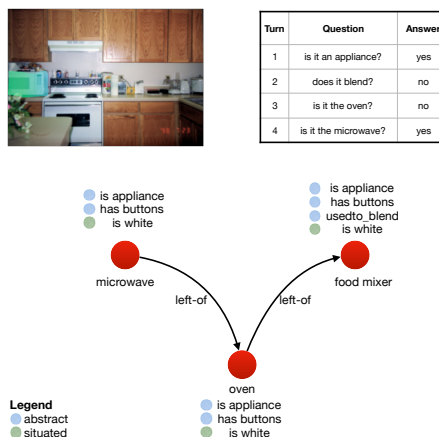 Turn Question Answer
1 is it an appliance? yes
2 does it blend? no
3 is it the oven? no
4 is it the microwave? yes
is appliance
has buttons
is white
microwave
is appliance
has buttons
usedto_blend
is white
food mixer
left-of
left-of
oven
is appliance
has buttons
is white
Legend
abstract
situated